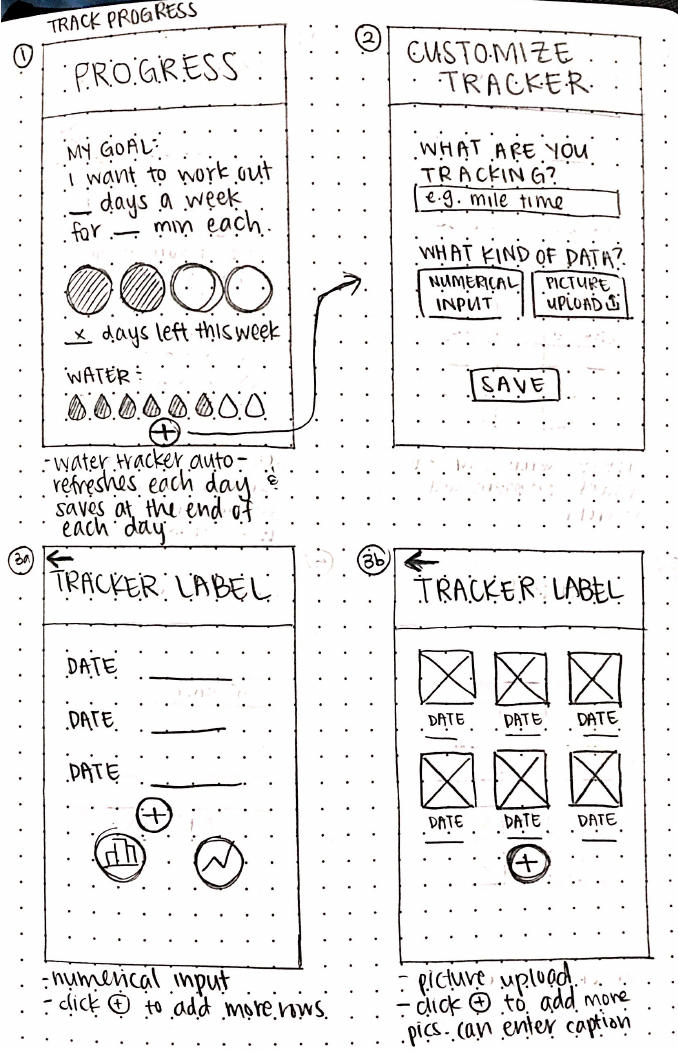 TRACK PROGRESS
1
PROGRESS
MY GOAL:
I want to work out
__ days a week
for __ min each.
x days left this week
WATER:
+
-water tracker auto-
refreshes each day &
saves at the end of
each day
2
CUSTOMIZE
TRACKER
WHAT ARE YOU
TRACKING?
e.g. mile time
WHAT KIND OF DATA?
NUMERICAL
INPUT
PICTURE
UPLOAD
SAVE
3a
←
TRACKER LABEL
DATE ____
DATE ____
DATE ____
+
-numerical input
-click ⊕ to add more rows
3b
←
TRACKER LABEL
DATE DATE DATE
DATE DATE DATE
+
- picture upload
- click ⊕ to add more
pics. can enter caption